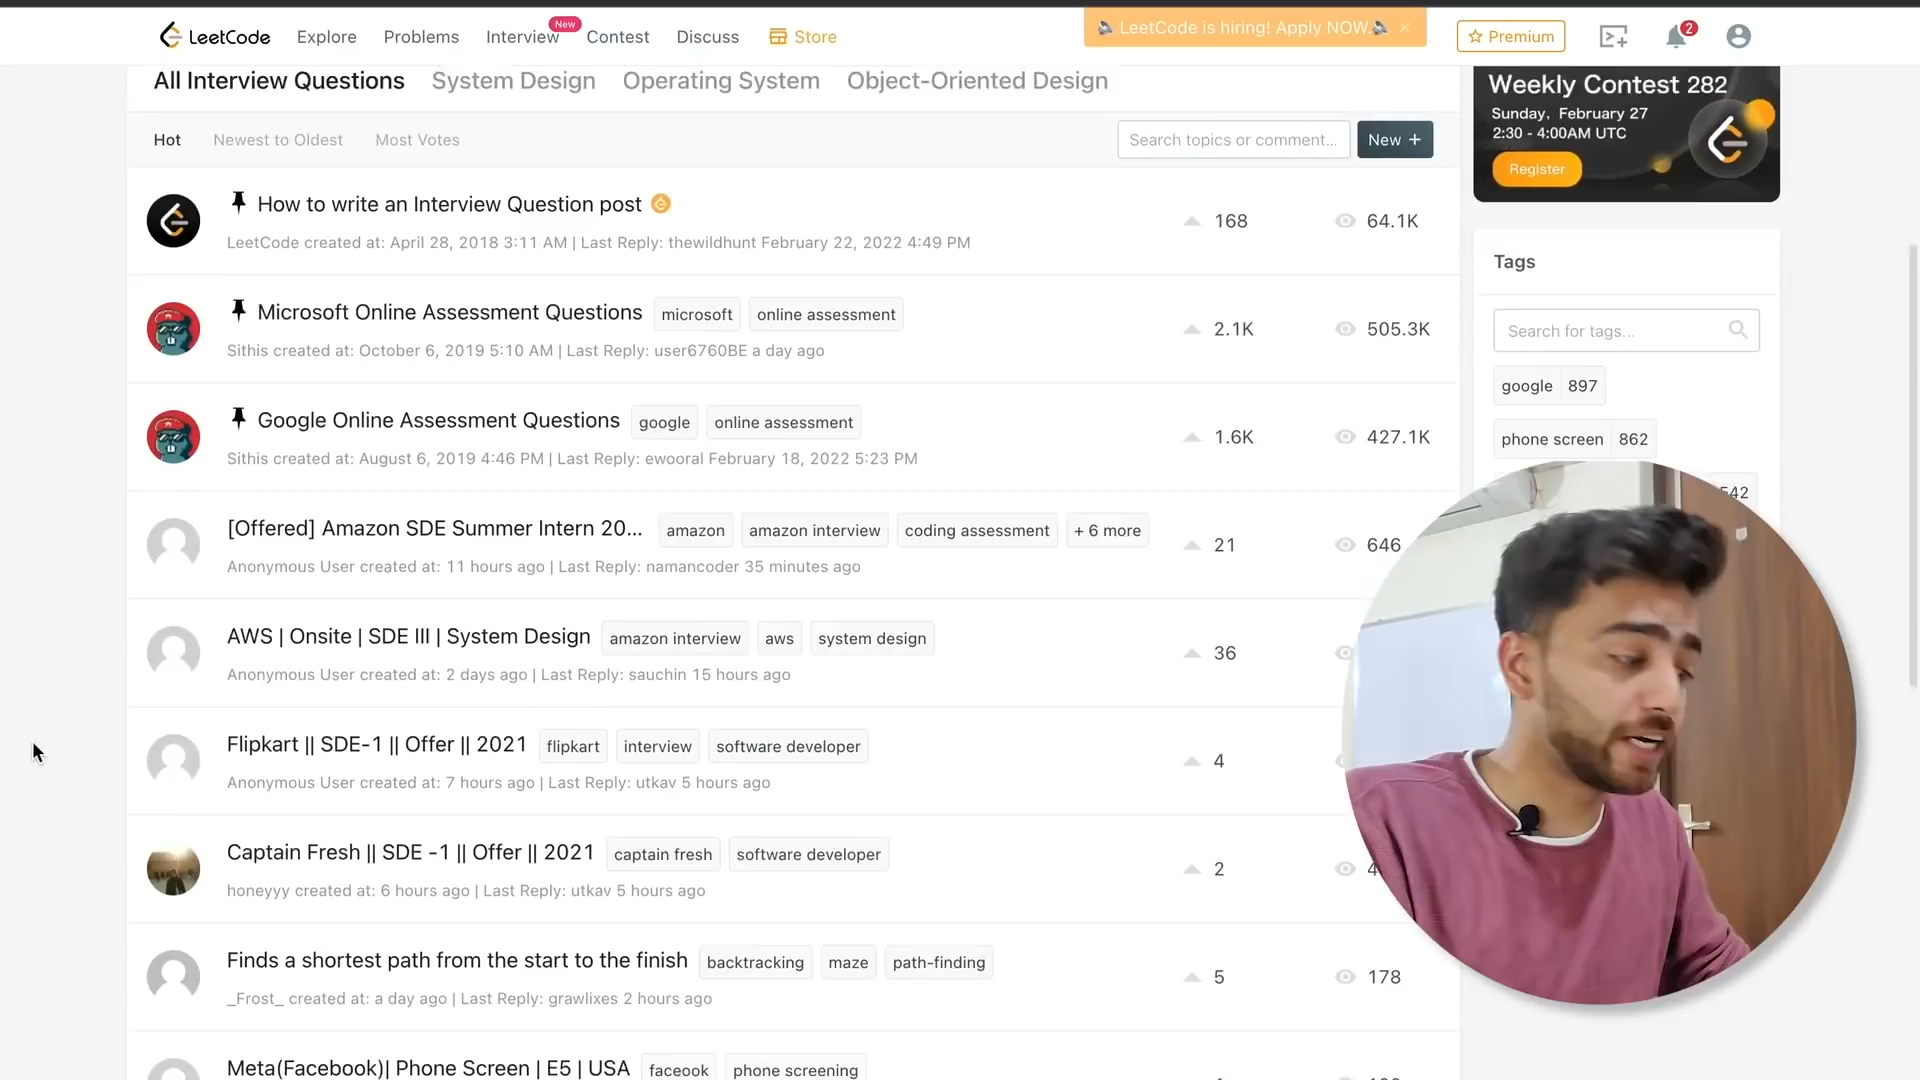 LeetCode Explore Problems Interview New Contest Discuss Store LeetCode is hiring! Apply NOW. × Premium 2
All Interview Questions System Design Operating System Object-Oriented Design
Hot Newest to Oldest Most Votes Search topics or comment... New +
How to write an Interview Question post 168 64.1K
LeetCode created at: April 28, 2018 3:11 AM | Last Reply: thewildhunt February 22, 2022 4:49 PM
Microsoft Online Assessment Questions microsoft online assessment 2.1K 505.3K
Sithis created at: October 6, 2019 5:10 AM | Last Reply: user6760BE a day ago
Google Online Assessment Questions google online assessment 1.6K 427.1K
Sithis created at: August 6, 2019 4:46 PM | Last Reply: ewooral February 18, 2022 5:23 PM
[Offered] Amazon SDE Summer Intern 20... amazon amazon interview coding assessment + 6 more 21 646
Anonymous User created at: 11 hours ago | Last Reply: namancoder 35 minutes ago
AWS | Onsite | SDE III | System Design amazon interview aws system design 36
Anonymous User created at: 2 days ago | Last Reply: sauchin 15 hours ago
Flipkart || SDE-1 || Offer || 2021 flipkart interview software developer 4
Anonymous User created at: 7 hours ago | Last Reply: utkav 5 hours ago
Captain Fresh || SDE -1 || Offer || 2021 captain fresh software developer 2
honeyyy created at: 6 hours ago | Last Reply: utkav 5 hours ago
Finds a shortest path from the start to the finish backtracking maze path-finding 5 178
_Frost_ created at: a day ago | Last Reply: grawlixes 2 hours ago
Meta(Facebook)| Phone Screen | E5 | USA faceook phone screening
Weekly Contest 282
Sunday, February 27
2:30 - 4:00AM UTC
Register
Tags
Search for tags...
google 897
phone screen 862